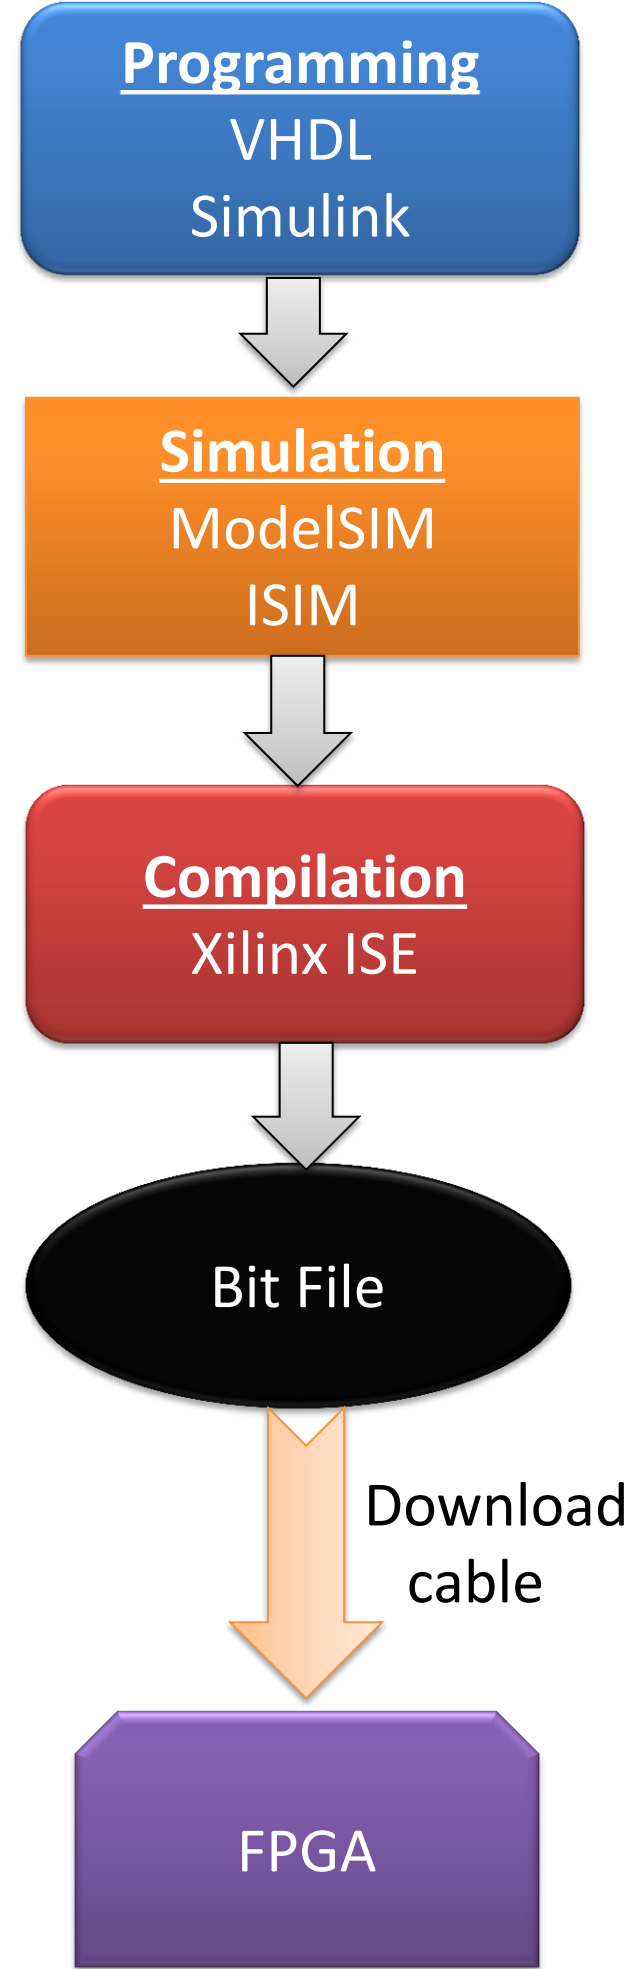 Programming
VHDL
Simulink
Simulation
ModelSIM
ISIM
Compilation
Xilinx ISE
Bit File
Download
cable
FPGA